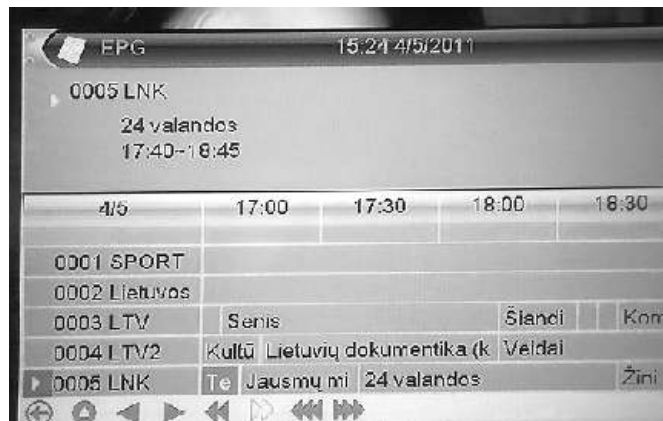 EPG 15:24 4/5/2011
0005 LNK
24 valandos
17:40~18:45
4/5 17:00 17:30 18:00 18:30
0001 SPORT
0002 Lietuvos
0003 LTV Senis Šiandi Kom
0004 LTV2 Kultū Lietuvių dokumentika (k Veidai
0005 LNK Te Jausmų mi 24 valandos Žini